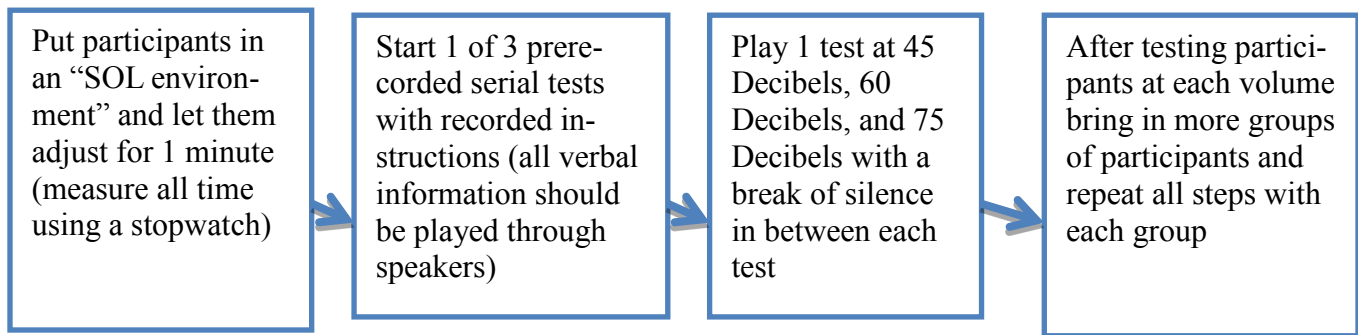 Put participants in
an “SOL environ-
ment” and let them
adjust for 1 minute
(measure all time
using a stopwatch)
Start 1 of 3 prere-
corded serial tests
with recorded in-
structions (all verbal
information should
be played through
speakers)
Play 1 test at 45
Decibels, 60
Decibels, and 75
Decibels with a
break of silence
in between each
test
After testing partici-
pants at each volume
bring in more groups
of participants and
repeat all steps with
each group